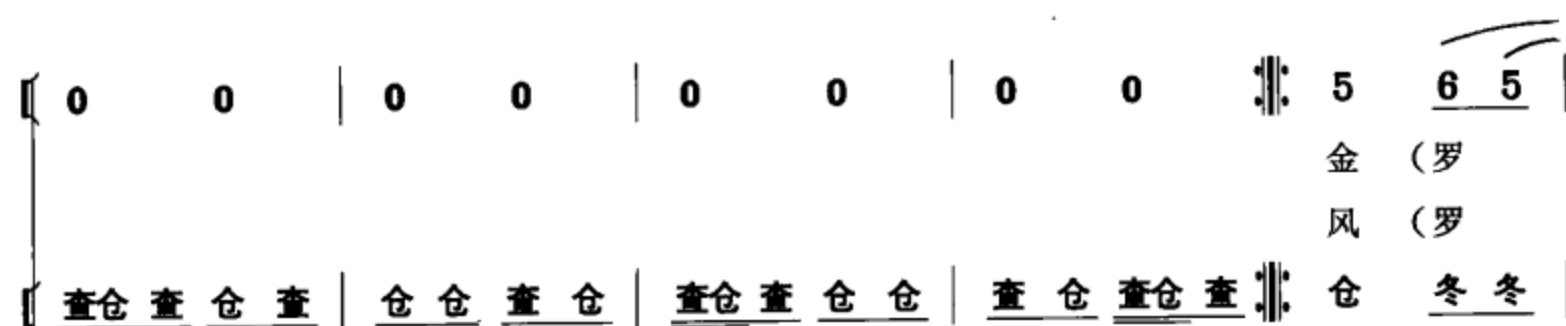 0 0 | 0 0 | 0 0 | 0 0 5 6 5
金 (罗
风 (罗
查仓 查 仓 查 | 仓 仓 查 仓 | 查仓 查 仓 仓 | 查 仓 查仓 查 仓 冬 冬